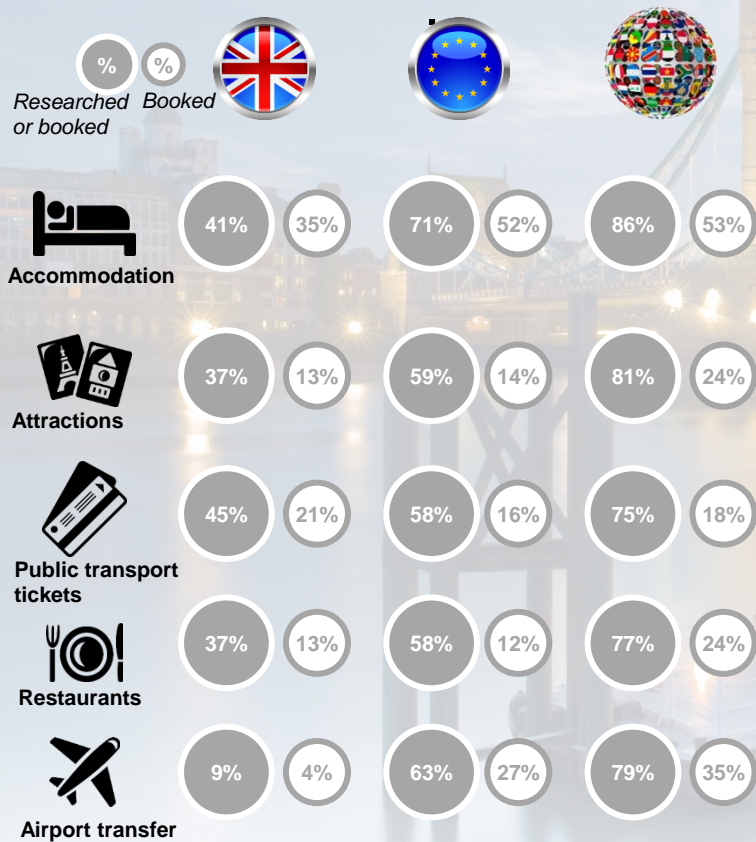 % %
Researched Booked
or booked
41% 35% 71% 52% 86% 53%
Accommodation
37% 13% 59% 14% 81% 24%
Attractions
45% 21% 58% 16% 75% 18%
Public transport
tickets
37% 13% 58% 12% 77% 24%
Restaurants
9% 4% 63% 27% 79% 35%
Airport transfer